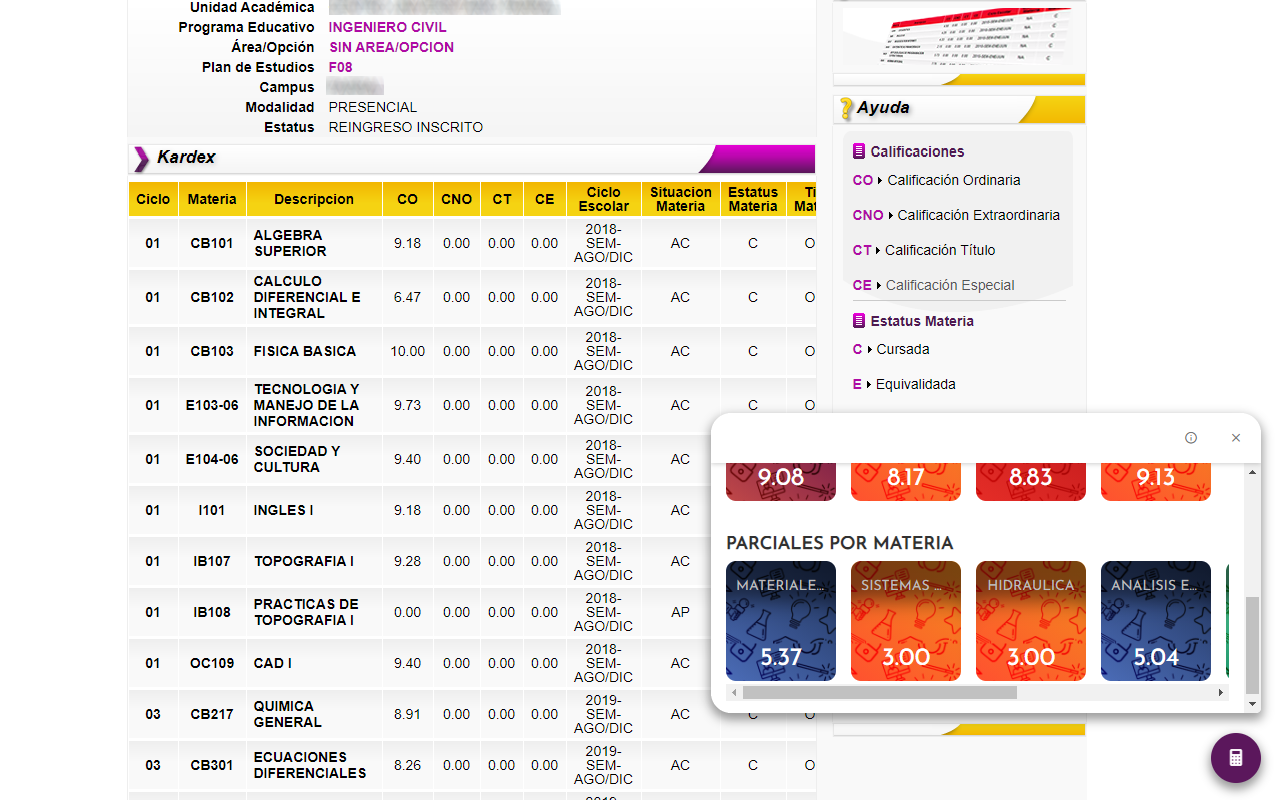 Unidad Académica
Programa Educativo INGENIERO CIVIL
Área/Opción SIN AREA/OPCION
Plan de Estudios F08
Campus
Modalidad PRESENCIAL
Estatus REINGRESO INSCRITO
Kardex
Ciclo Materia Descripcion CO CNO CT CE Ciclo Escolar Situacion Materia Estatus Materia Ti Mat
01 CB101 ALGEBRA SUPERIOR 9.18 0.00 0.00 0.00 2018-SEM-AGO/DIC AC C O
01 CB102 CALCULO DIFERENCIAL E INTEGRAL 6.47 0.00 0.00 0.00 2018-SEM-AGO/DIC AC C O
01 CB103 FISICA BASICA 10.00 0.00 0.00 0.00 2018-SEM-AGO/DIC AC C O
01 E103-06 TECNOLOGIA Y MANEJO DE LA INFORMACION 9.73 0.00 0.00 0.00 2018-SEM-AGO/DIC AC C O
01 E104-06 SOCIEDAD Y CULTURA 9.40 0.00 0.00 0.00 2018-SEM-AGO/DIC AC
01 I101 INGLES I 9.18 0.00 0.00 0.00 2018-SEM-AGO/DIC AC
01 IB107 TOPOGRAFIA I 9.28 0.00 0.00 0.00 2018-SEM-AGO/DIC AC
01 IB108 PRACTICAS DE TOPOGRAFIA I 0.00 0.00 0.00 0.00 2018-SEM-AGO/DIC AP
01 OC109 CAD I 9.40 0.00 0.00 0.00 2018-SEM-AGO/DIC AC
03 CB217 QUIMICA GENERAL 8.91 0.00 0.00 0.00 2019-SEM-AGO/DIC AC C O
03 CB301 ECUACIONES DIFERENCIALES 8.26 0.00 0.00 0.00 2019-SEM-AGO/DIC AC C O
2019-
? Ayuda
Calificaciones
CO Calificación Ordinaria
CNO Calificación Extraordinaria
CT Calificación Título
CE Calificación Especial
Estatus Materia
C Cursada
E Equivalidada
9.08 8.17 8.83 9.13
PARCIALES POR MATERIA
MATERIALE... SISTEMAS ... HIDRAULICA ANALISIS E...
5.37 3.00 3.00 5.04